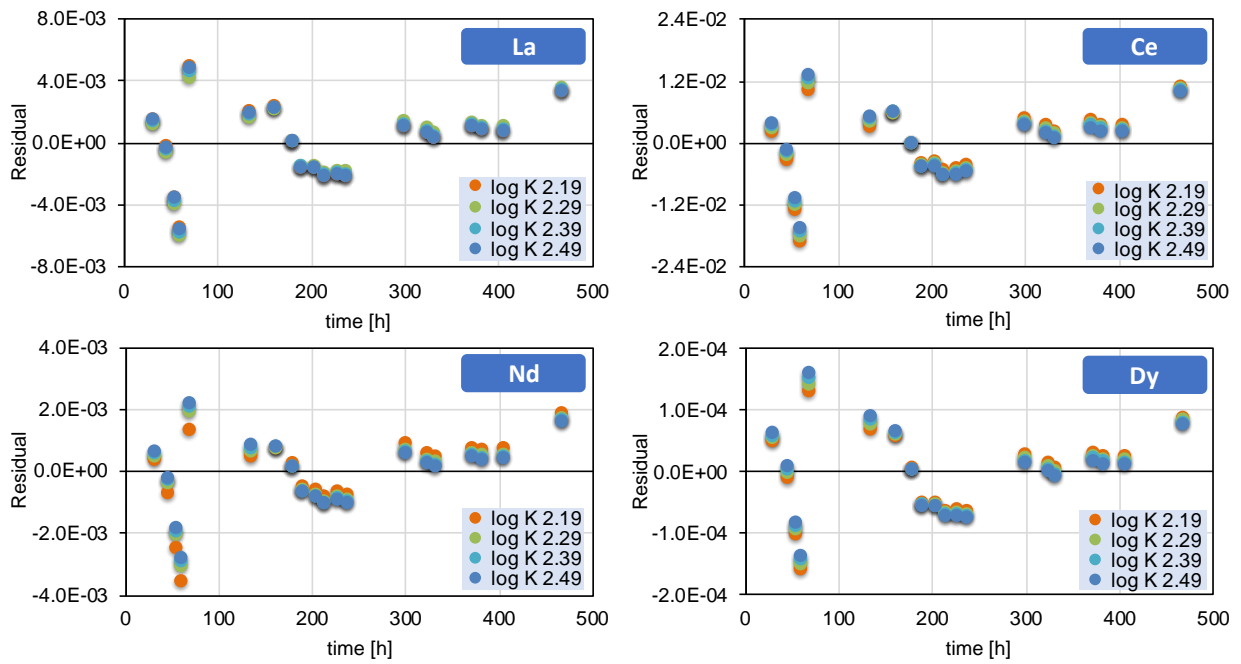 8.0E-03
4.0E-03
0.0E+00
-4.0E-03
-8.0E-03
Residual
La
log K 2.19
log K 2.29
log K 2.39
log K 2.49
0 100 200 300 400 500
time [h]
2.4E-02
1.2E-02
0.0E+00
-1.2E-02
-2.4E-02
Residual
Ce
log K 2.19
log K 2.29
log K 2.39
log K 2.49
0 100 200 300 400 500
time [h]
4.0E-03
2.0E-03
0.0E+00
-2.0E-03
-4.0E-03
Residual
Nd
log K 2.19
log K 2.29
log K 2.39
log K 2.49
0 100 200 300 400 500
time [h]
2.0E-04
1.0E-04
0.0E+00
-1.0E-04
-2.0E-04
Residual
Dy
log K 2.19
log K 2.29
log K 2.39
log K 2.49
0 100 200 300 400 500
time [h]